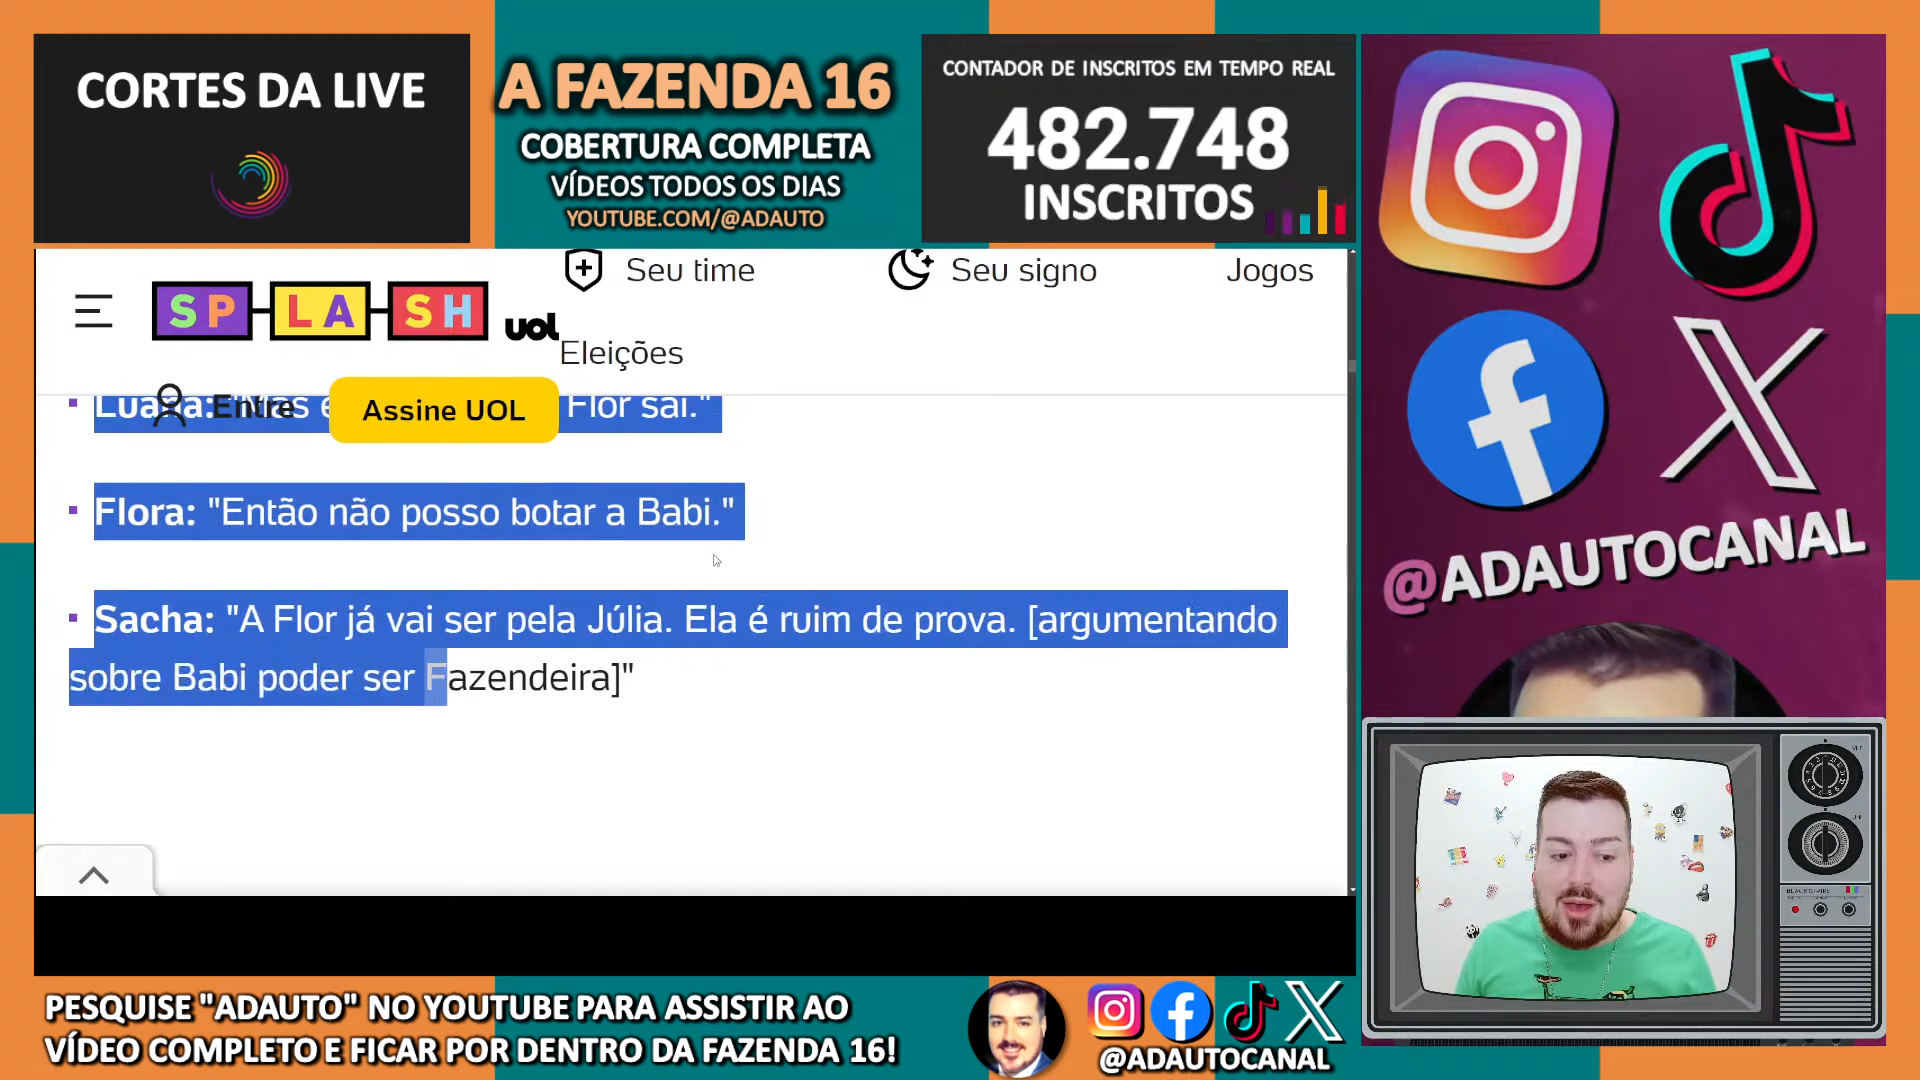 CORTES DA LIVE
A FAZENDA 16
COBERTURA COMPLETA
VÍDEOS TODOS OS DIAS
YOUTUBE.COM/@ADAUTO
CONTADOR DE INSCRITOS EM TEMPO REAL
482.748
INSCRITOS
Seu time
Seu signo
Jogos
SPLASH
uol
Eleições
Entre
Assine UOL
Luana: "Mas
Flor sai."
Flora: "Então não posso botar a Babi."
Sacha: "A Flor já vai ser pela Júlia. Ela é ruim de prova. [argumentando
sobre Babi poder ser Fazendeira]"
@ADAUTOCANAL
PESQUISE "ADAUTO" NO YOUTUBE PARA ASSISTIR AO
VÍDEO COMPLETO E FICAR POR DENTRO DA FAZENDA 16!
@ADAUTOCANAL